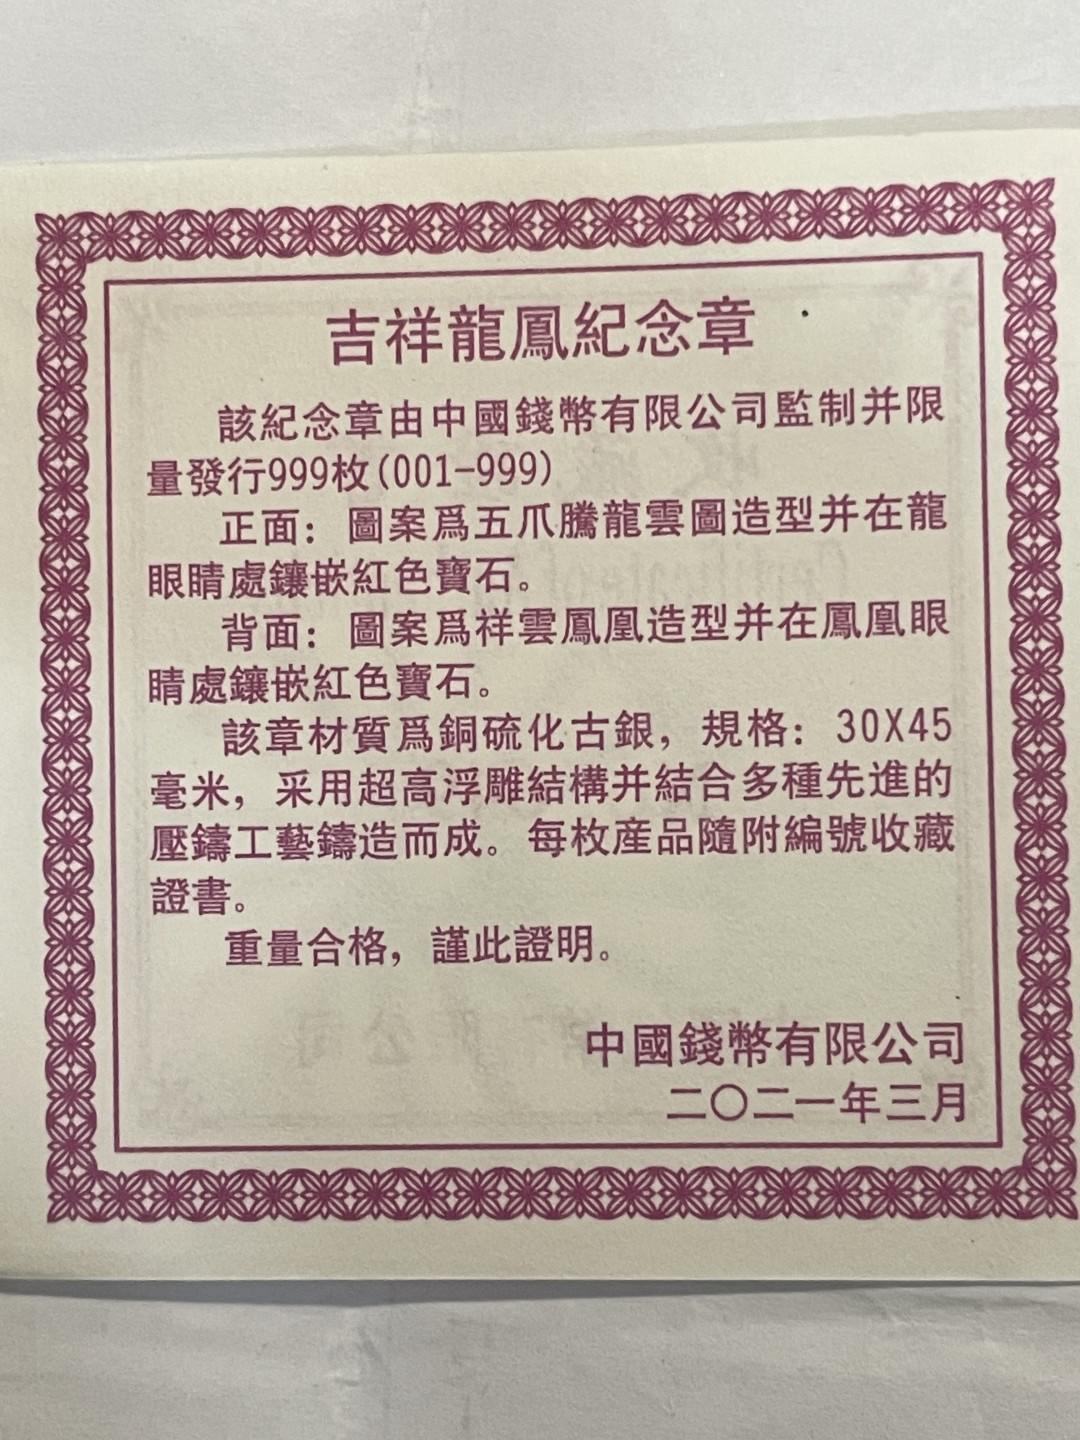 吉祥龍鳳紀念章
該紀念章由中國錢幣有限公司監制并限
量發行999枚(001-999)
正面：圖案爲五爪騰龍雲圖造型并在龍
眼睛處鑲嵌紅色寶石。
背面：圖案爲祥雲鳳凰造型并在鳳凰眼
睛處鑲嵌紅色寶石。
該章材質爲銅硫化古銀，規格：30X45
毫米，采用超高浮雕結構并結合多種先進的
壓鑄工藝鑄造而成。每枚産品隨附編號收藏
證書。
重量合格，謹此證明。
中國錢幣有限公司
二〇二一年三月